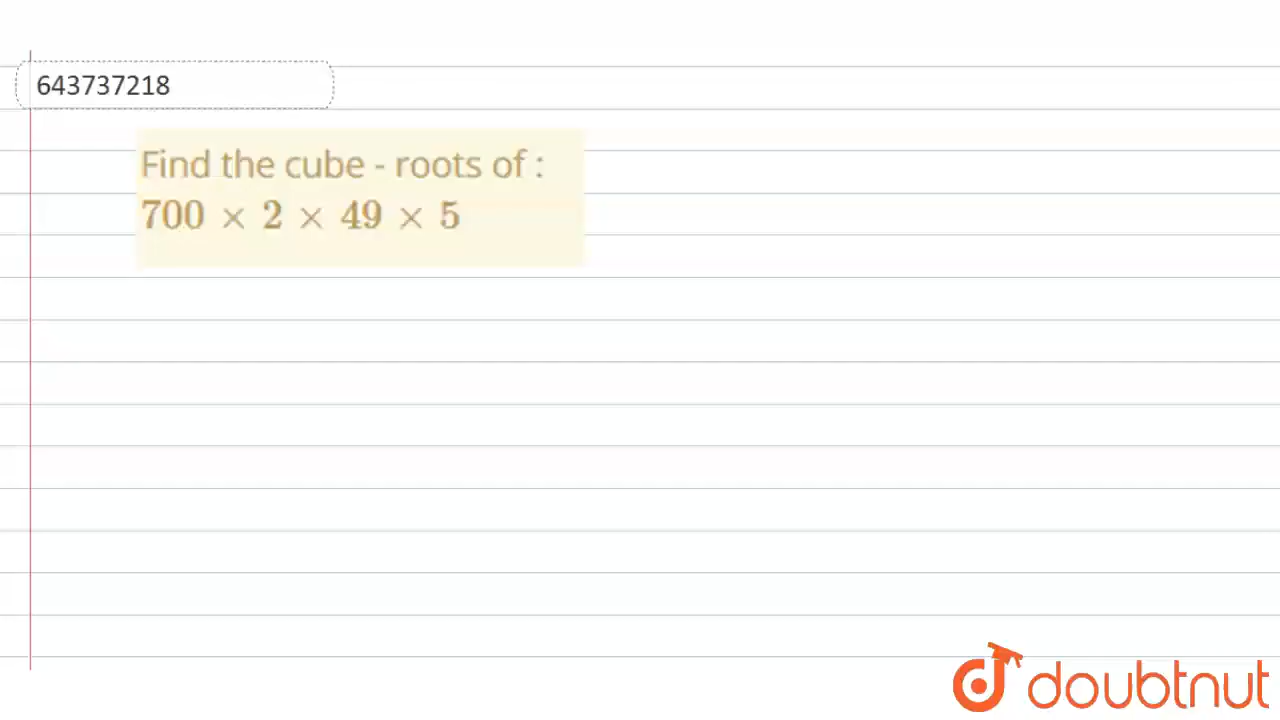 643737218
Find the cube - roots of :
700 × 2 × 49 × 5
doubtnut